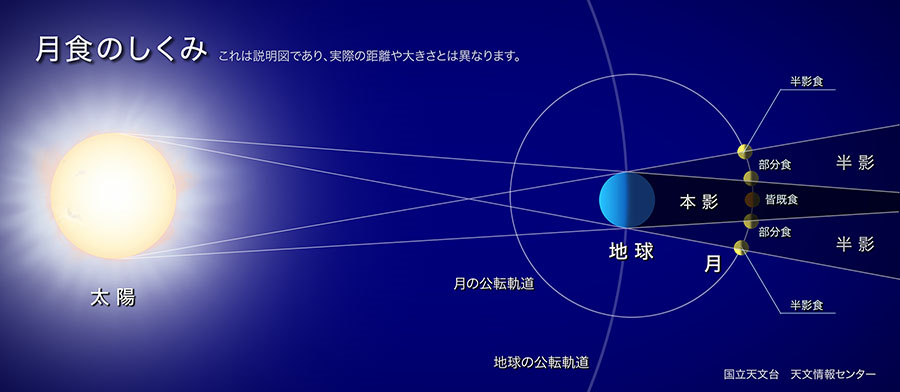 月食のしくみ これは説明図であり、実際の距離や大きさとは異なります。
半影食
部分食
半影
本影
皆既食
部分食
半影
地球
月
太陽
月の公転軌道
半影食
地球の公転軌道
国立天文台 天文情報センター